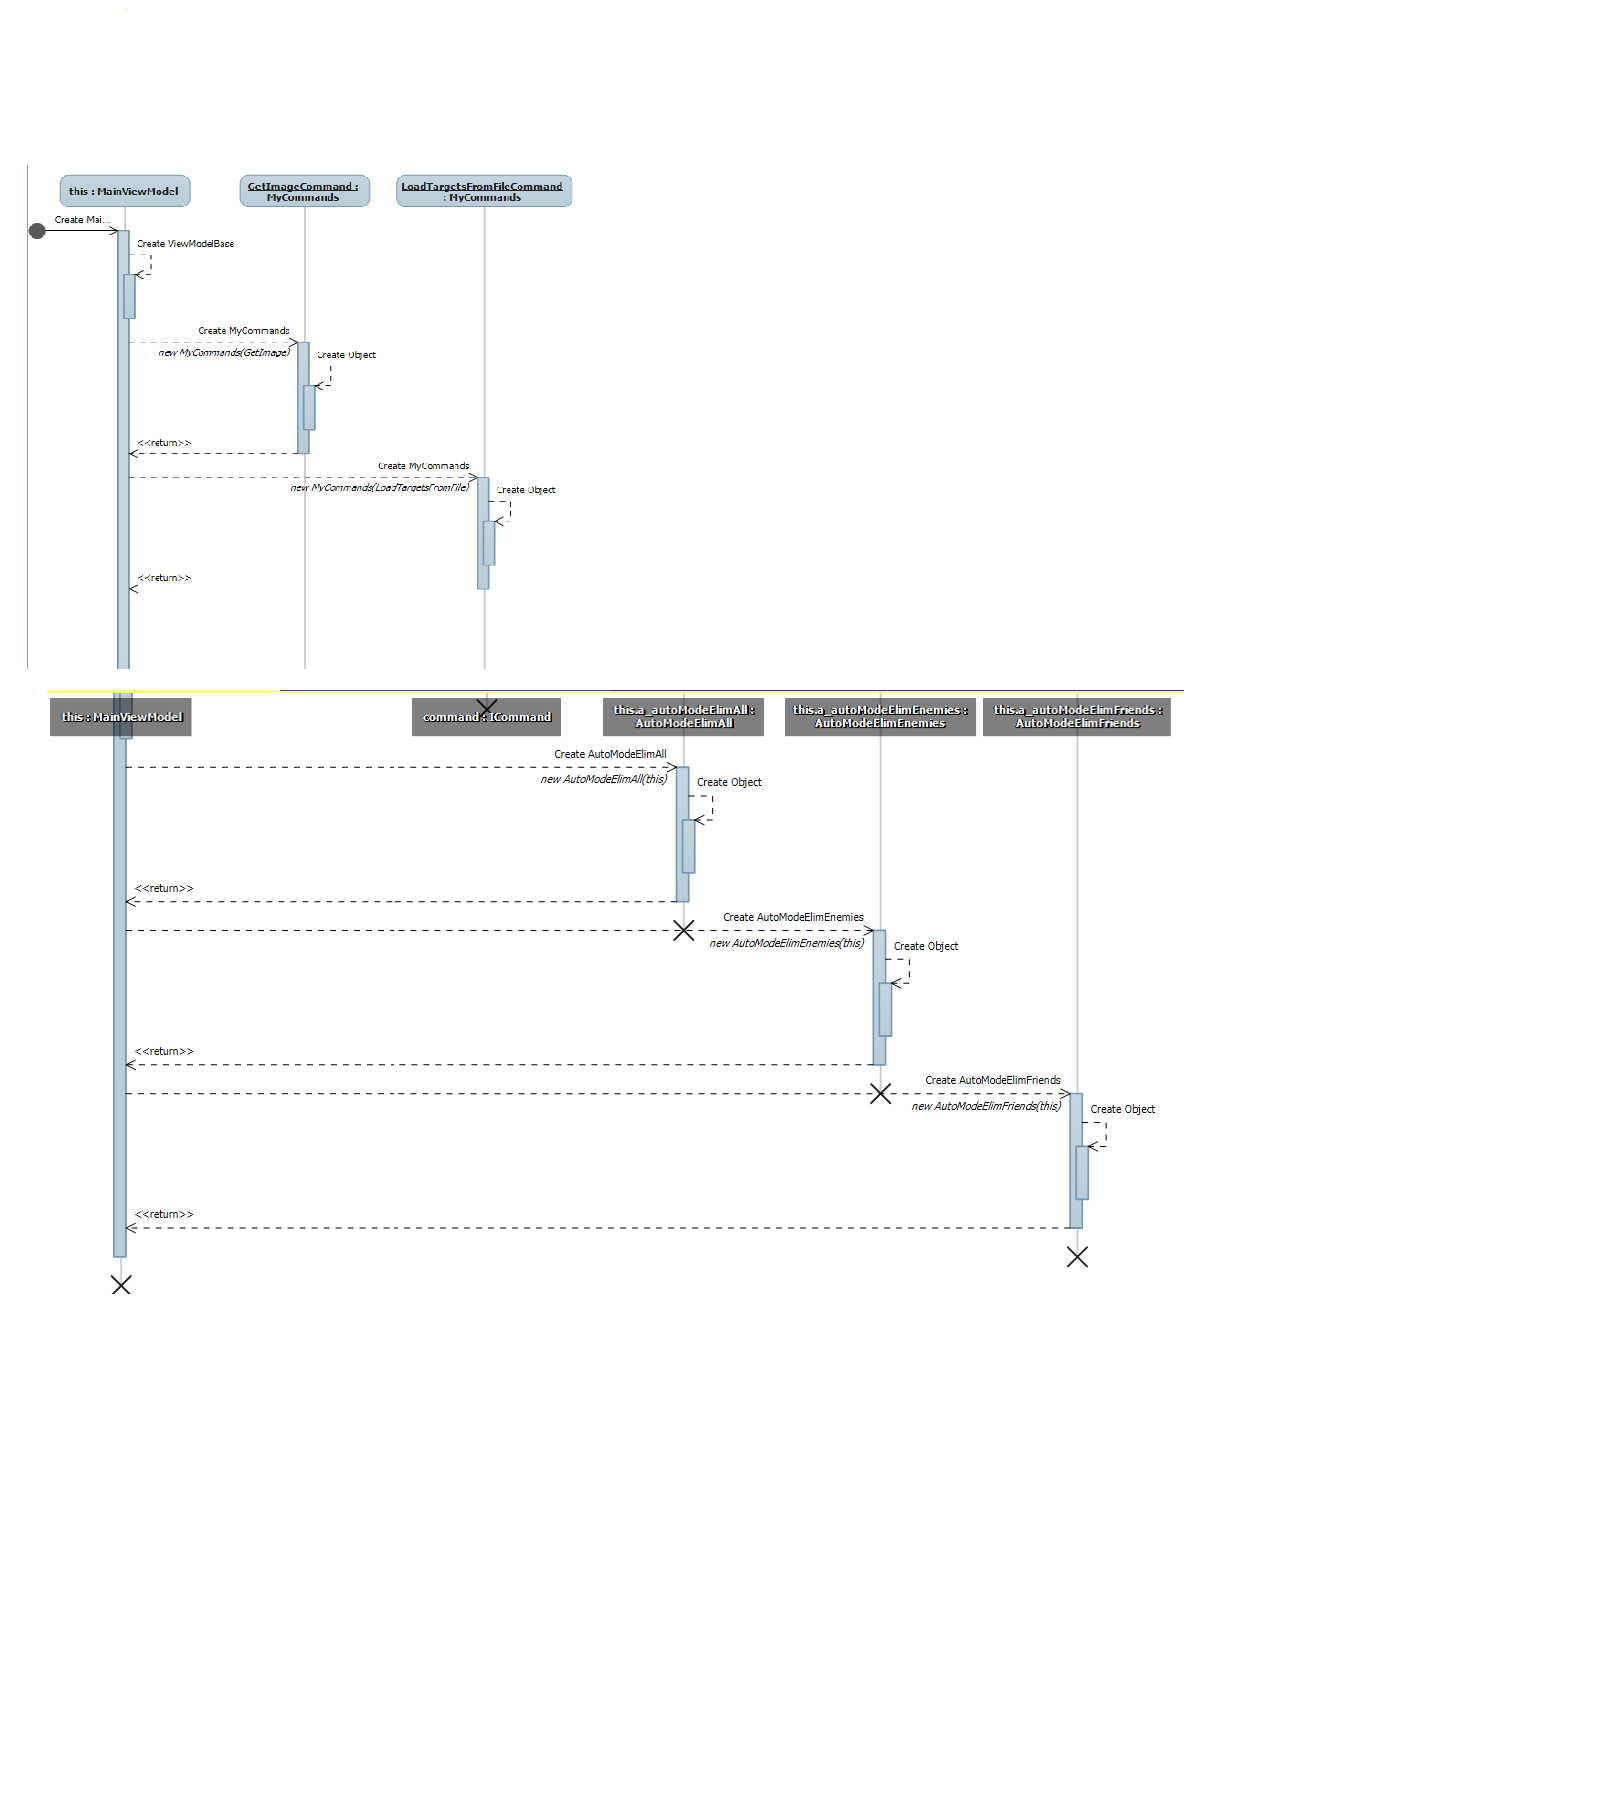 this : MainViewModel
GetImageCommand :
MyCommands
LoadTargetsFromFileCommand
: MyCommands
Create Mai...
Create ViewModelBase
Create MyCommands
new MyCommands(GetImage)
Create Object
<<return>>
Create MyCommands
new MyCommands(LoadTargetsFromFile)
Create Object
<<return>>
this : MainViewModel
command : ICommand
this.a_autoModeElimAll :
AutoModeElimAll
this.a_autoModeElimEnemies :
AutoModeElimEnemies
this.a_autoModeElimFriends :
AutoModeElimFriends
Create AutoModeElimAll
new AutoModeElimAll(this)
Create Object
<<return>>
Create AutoModeElimEnemies
new AutoModeElimEnemies(this)
Create Object
<<return>>
Create AutoModeElimFriends
new AutoModeElimFriends(this)
Create Object
<<return>>